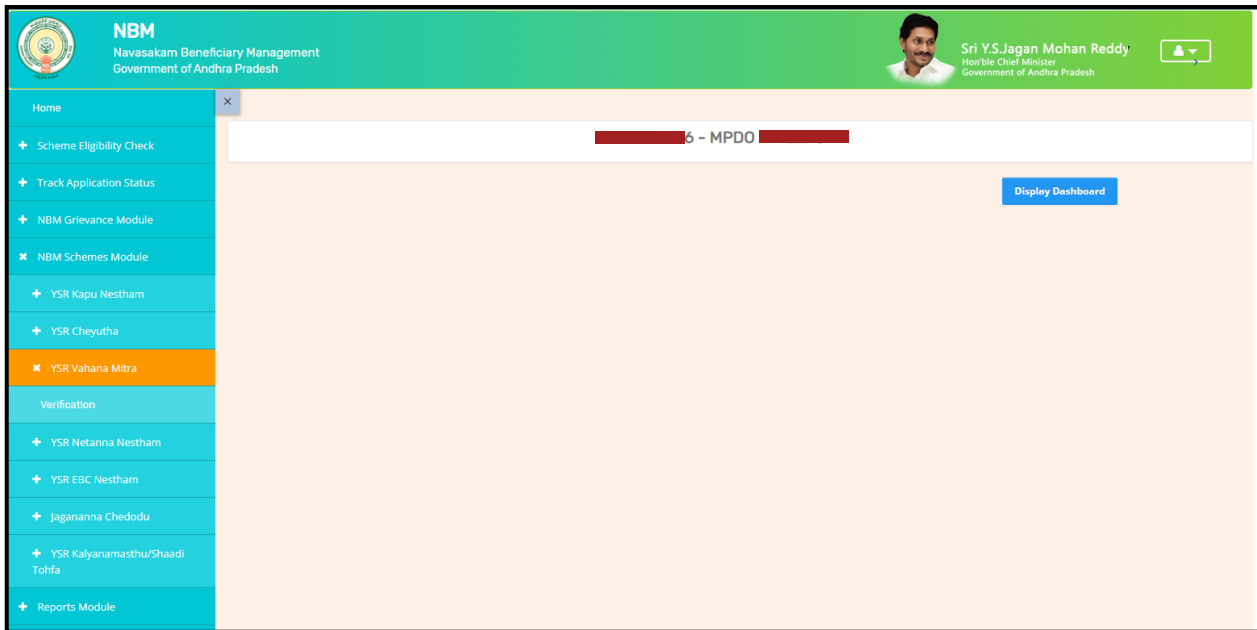 NBM
Navasakam Beneficiary Management
Government of Andhra Pradesh
Sri Y.S.Jagan Mohan Reddy
Hon'ble Chief Minister
Government of Andhra Pradesh
Home
Scheme Eligibility Check
Track Application Status
NBM Grievance Module
NBM Schemes Module
YSR Kapu Nestham
YSR Cheyutha
YSR Vahana Mitra
Verification
YSR Netanna Nestham
YSR EBC Nestham
Jagananna Chedodu
YSR Kalyanamasthu/Shaadi
Tohfa
Reports Module
6 - MPDO
Display Dashboard